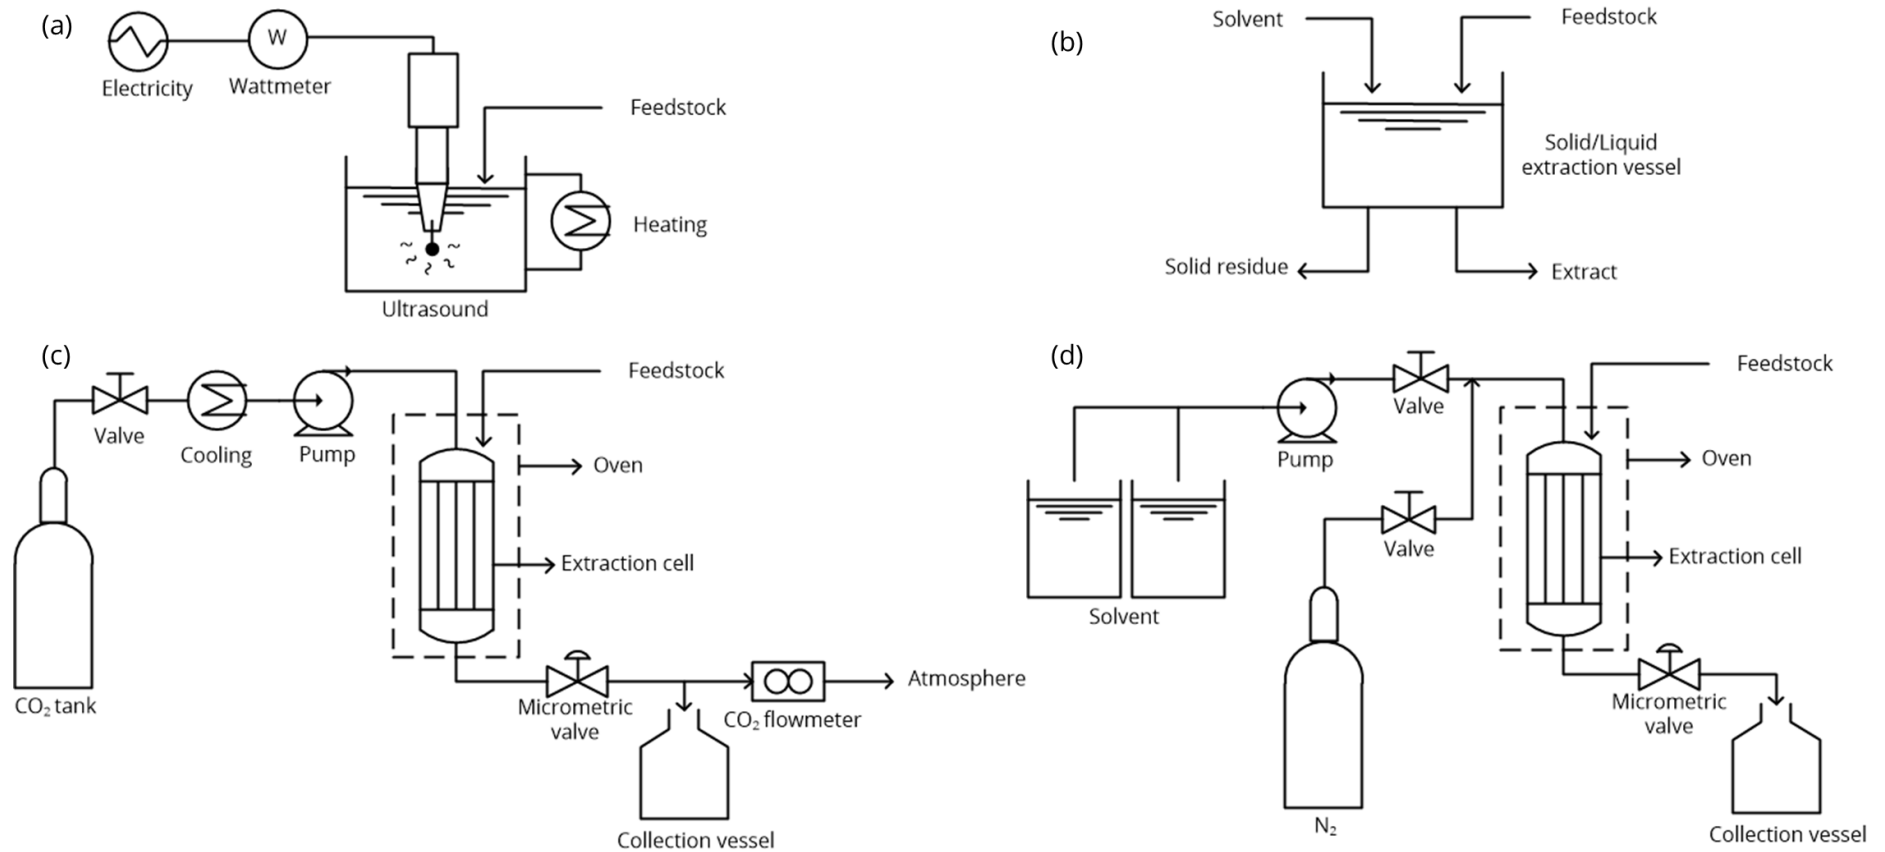 (a)
W
Electricity
Wattmeter
Feedstock
Heating
Ultrasound
(b)
Solvent
Feedstock
Solid/Liquid
extraction vessel
Solid residue
Extract
(c)
Feedstock
Valve
Cooling
Pump
Oven
Extraction cell
CO₂ tank
Micrometric
valve
CO₂ flowmeter
Atmosphere
Collection vessel
(d)
Feedstock
Valve
Pump
Oven
Valve
Extraction cell
Solvent
Micrometric
valve
N₂
Collection vessel